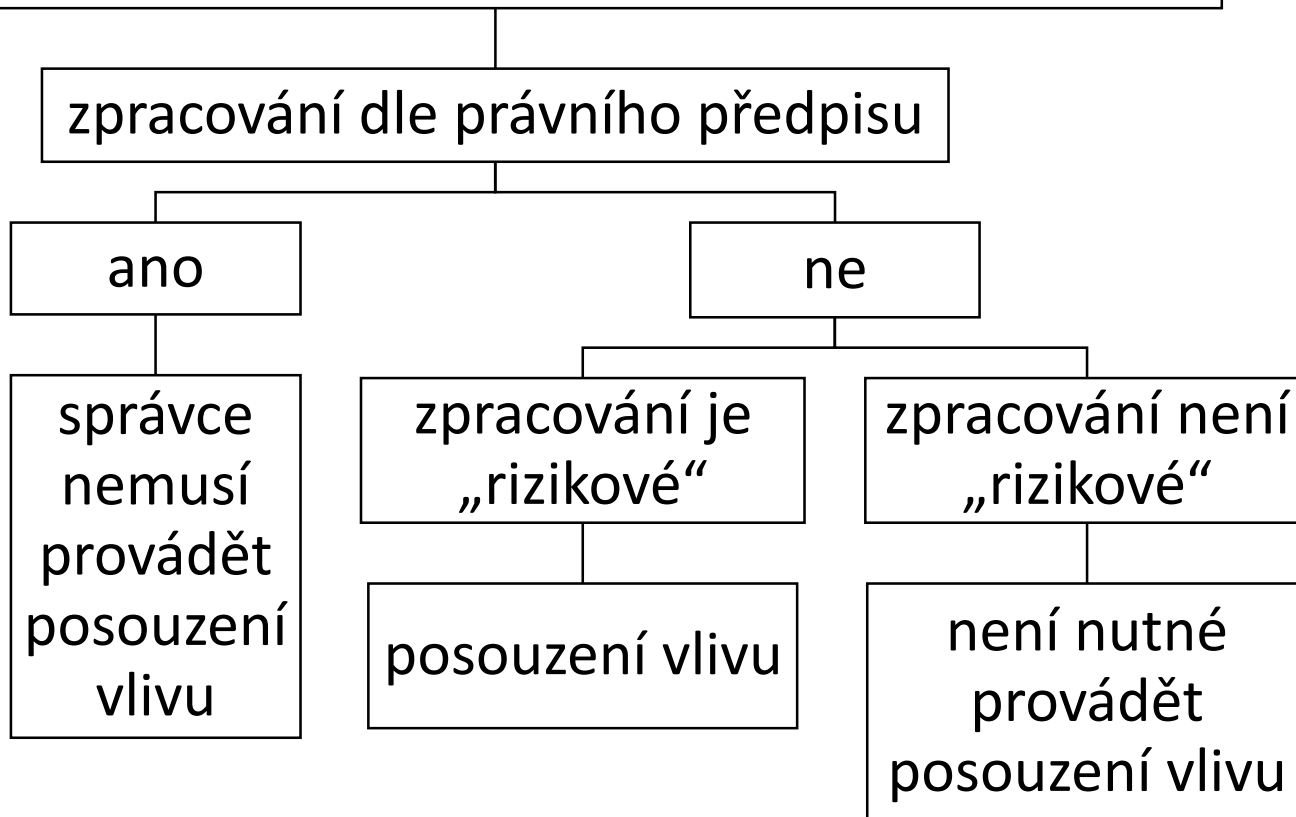 zpracování dle právního předpisu
ano
ne
správce
nemusí
provádět
posouzení
vlivu
zpracování je
„rizikové“
zpracování není
„rizikové“
posouzení vlivu
není nutné
provádět
posouzení vlivu